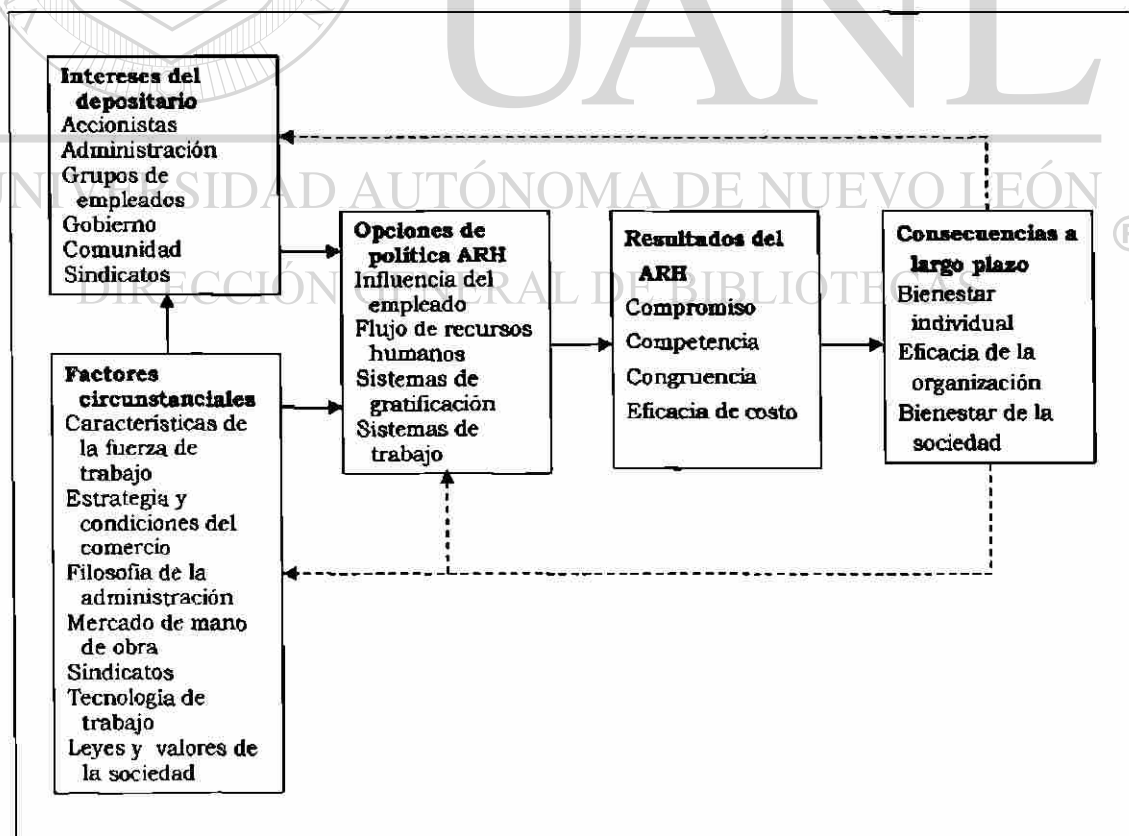 UANL
UNIVERSIDAD AUTÓNOMA DE NUEVO LEÓN
®
DIRECCIÓN GENERAL DE BIBLIOTECAS
Intereses del
depositario
Accionistas
Administración
Grupos de
empleados
Gobierno
Comunidad
Sindicatos
Factores
circunstanciales
Características de
la fuerza de
trabajo
Estrategia y
condiciones del
comercio
Filosofia de la
administración
Mercado de mano
de obra
Sindicatos
Tecnologia de
trabajo
Leyes y valores de
la sociedad
Opciones de
política ARH
Influencia del
empleado
Flujo de recursos
humanos
Sistemas de
gratificación
Sistemas de
trabajo
Resultados del
ARH
Compromiso
Competencia
Congruencia
Eficacia de costo
Consecuencias a
largo plazo
Bienestar
individual
Eficacia de la
organización
Bienestar de la
sociedad